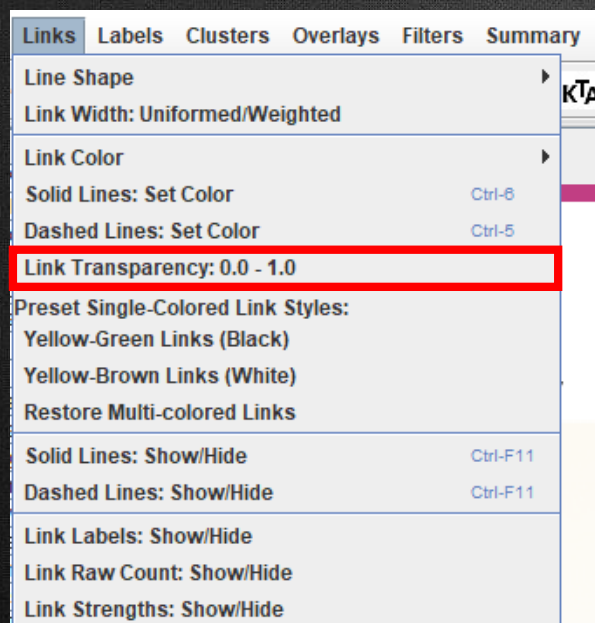 Links Labels Clusters Overlays Filters Summary
Line Shape
Link Width: Uniformed/Weighted
Link Color
Solid Lines: Set Color Ctrl-6
Dashed Lines: Set Color Ctrl-5
Link Transparency: 0.0 - 1.0
Preset Single-Colored Link Styles:
Yellow-Green Links (Black)
Yellow-Brown Links (White)
Restore Multi-colored Links
Solid Lines: Show/Hide Ctrl-F11
Dashed Lines: Show/Hide Ctrl-F11
Link Labels: Show/Hide
Link Raw Count: Show/Hide
Link Strengths: Show/Hide